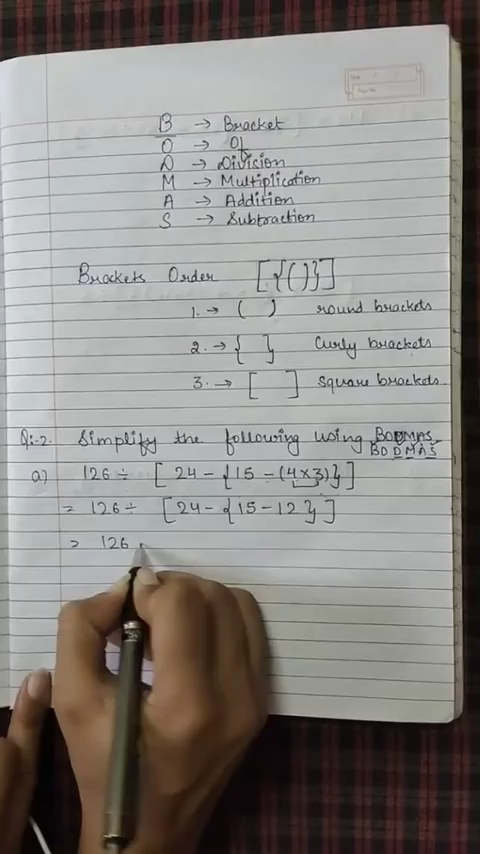 B → Bracket
O → Of
D → Division
M → Multiplication
A → Addition
S → Subtraction
Brackets Order [{()}]
1. → ( ) round brackets
2. → { } Curly brackets
3. → [ ] Square brackets.
Q:-2. Simplify the following using BODMAS
BODMAS
a) 126 ÷ [ 24 - { 15 - (4 × 3)} ]
= 126 ÷ [ 24 - { 15 - 12 } ]
= 126